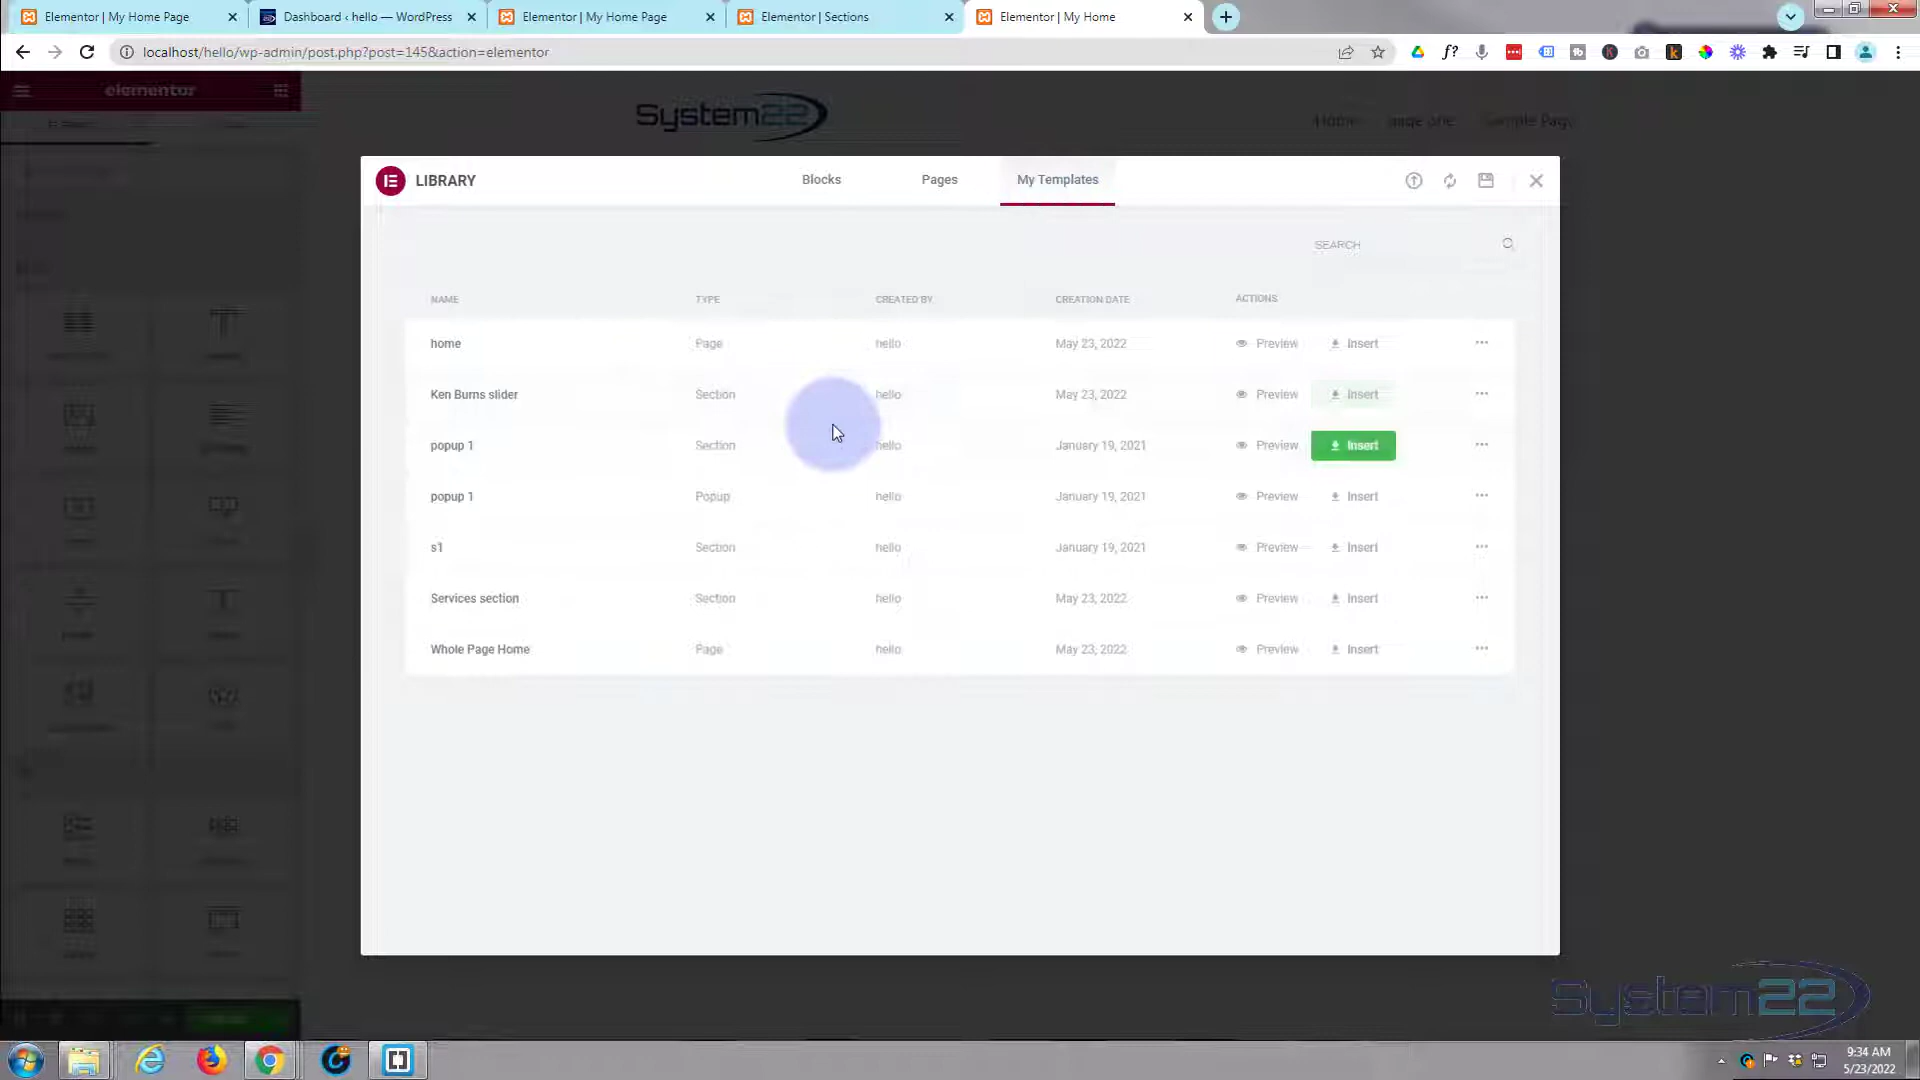 Elementor | My Home Page
Dashboard ‹ hello — WordPress
Elementor | My Home Page
Elementor | Sections
Elementor | My Home
localhost/hello/wp-admin/post.php?post=145&action=elementor
f?
elementor
System22
Home
page one
Sample Page
LIBRARY
Blocks
Pages
My Templates
SEARCH
NAME TYPE CREATED BY CREATION DATE ACTIONS
home Page hello May 23, 2022 Preview Insert
Ken Burns slider Section hello May 23, 2022 Preview Insert
popup 1 Section hello January 19, 2021 Preview Insert
popup 1 Popup hello January 19, 2021 Preview Insert
s1 Section hello January 19, 2021 Preview Insert
Services section Section hello May 23, 2022 Preview Insert
Whole Page Home Page hello May 23, 2022 Preview Insert
System22
9:34 AM
5/23/2022